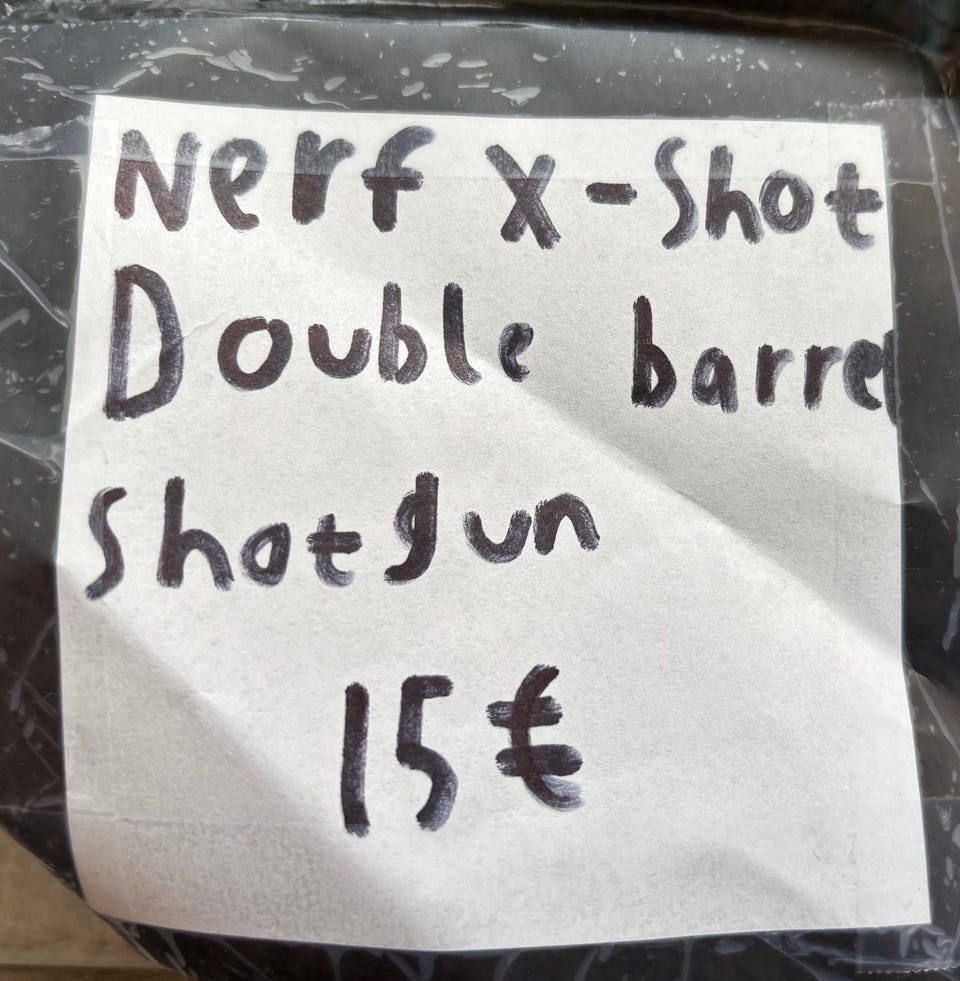 Nerf X-Shot
Double barrel
Shotgun
15€